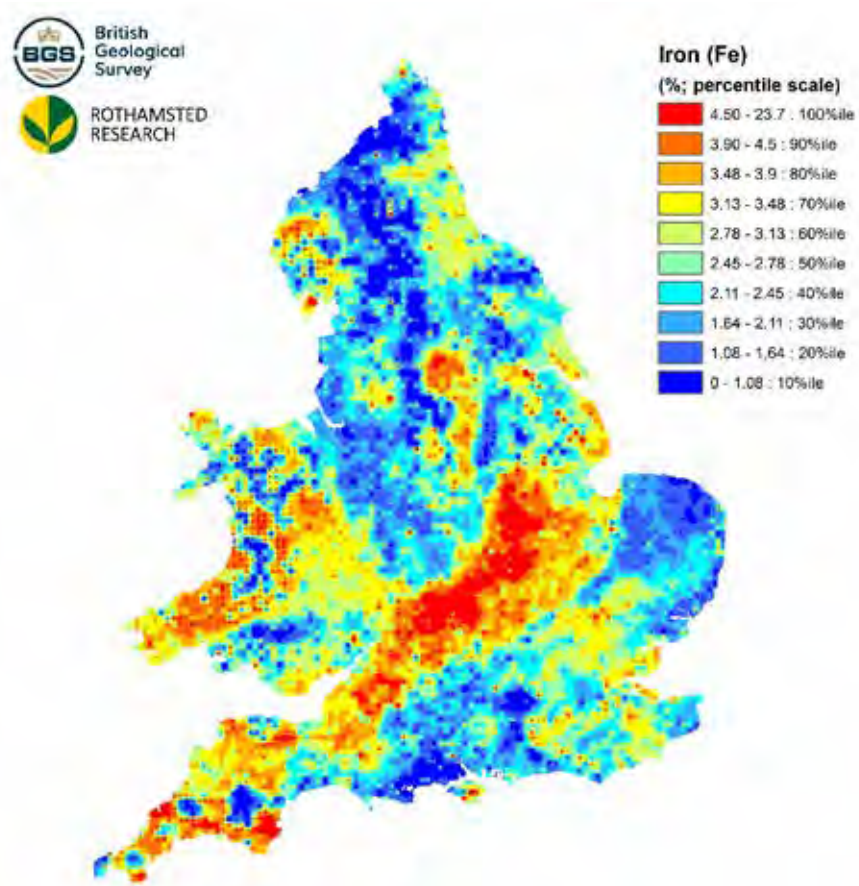 British
BGS Geological
Survey
ROTHAMSTED
RESEARCH
Iron (Fe)
(%; percentile scale)
4.50 - 23.7 : 100%ile
3.90 - 4.5 : 90%ile
3.48 - 3.9 : 80%ile
3.13 - 3.48 : 70%ile
2.78 - 3.13 : 60%ile
2.45 - 2.78 : 50%ile
2.11 - 2.45 : 40%ile
1.64 - 2.11 : 30%ile
1.08 - 1.64 : 20%ile
0 - 1.08 : 10%ile